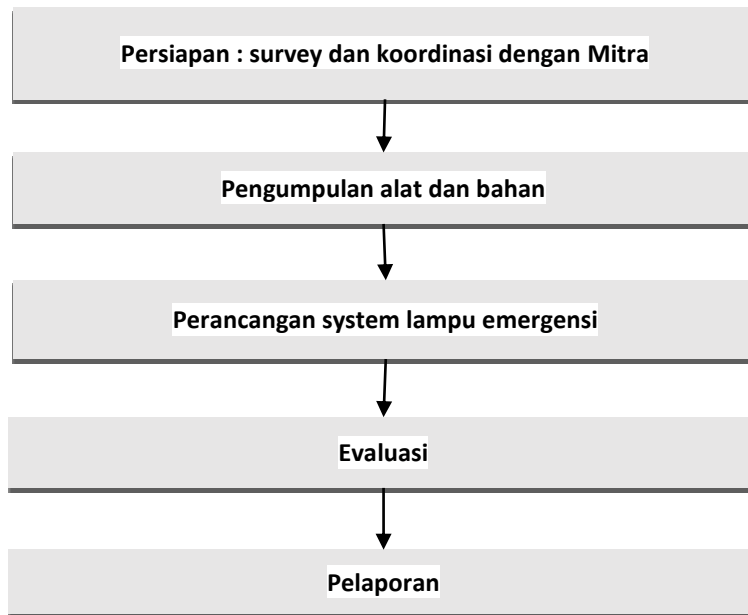 Persiapan : survey dan koordinasi dengan Mitra
Pengumpulan alat dan bahan
Perancangan system lampu emergensi
Evaluasi
Pelaporan